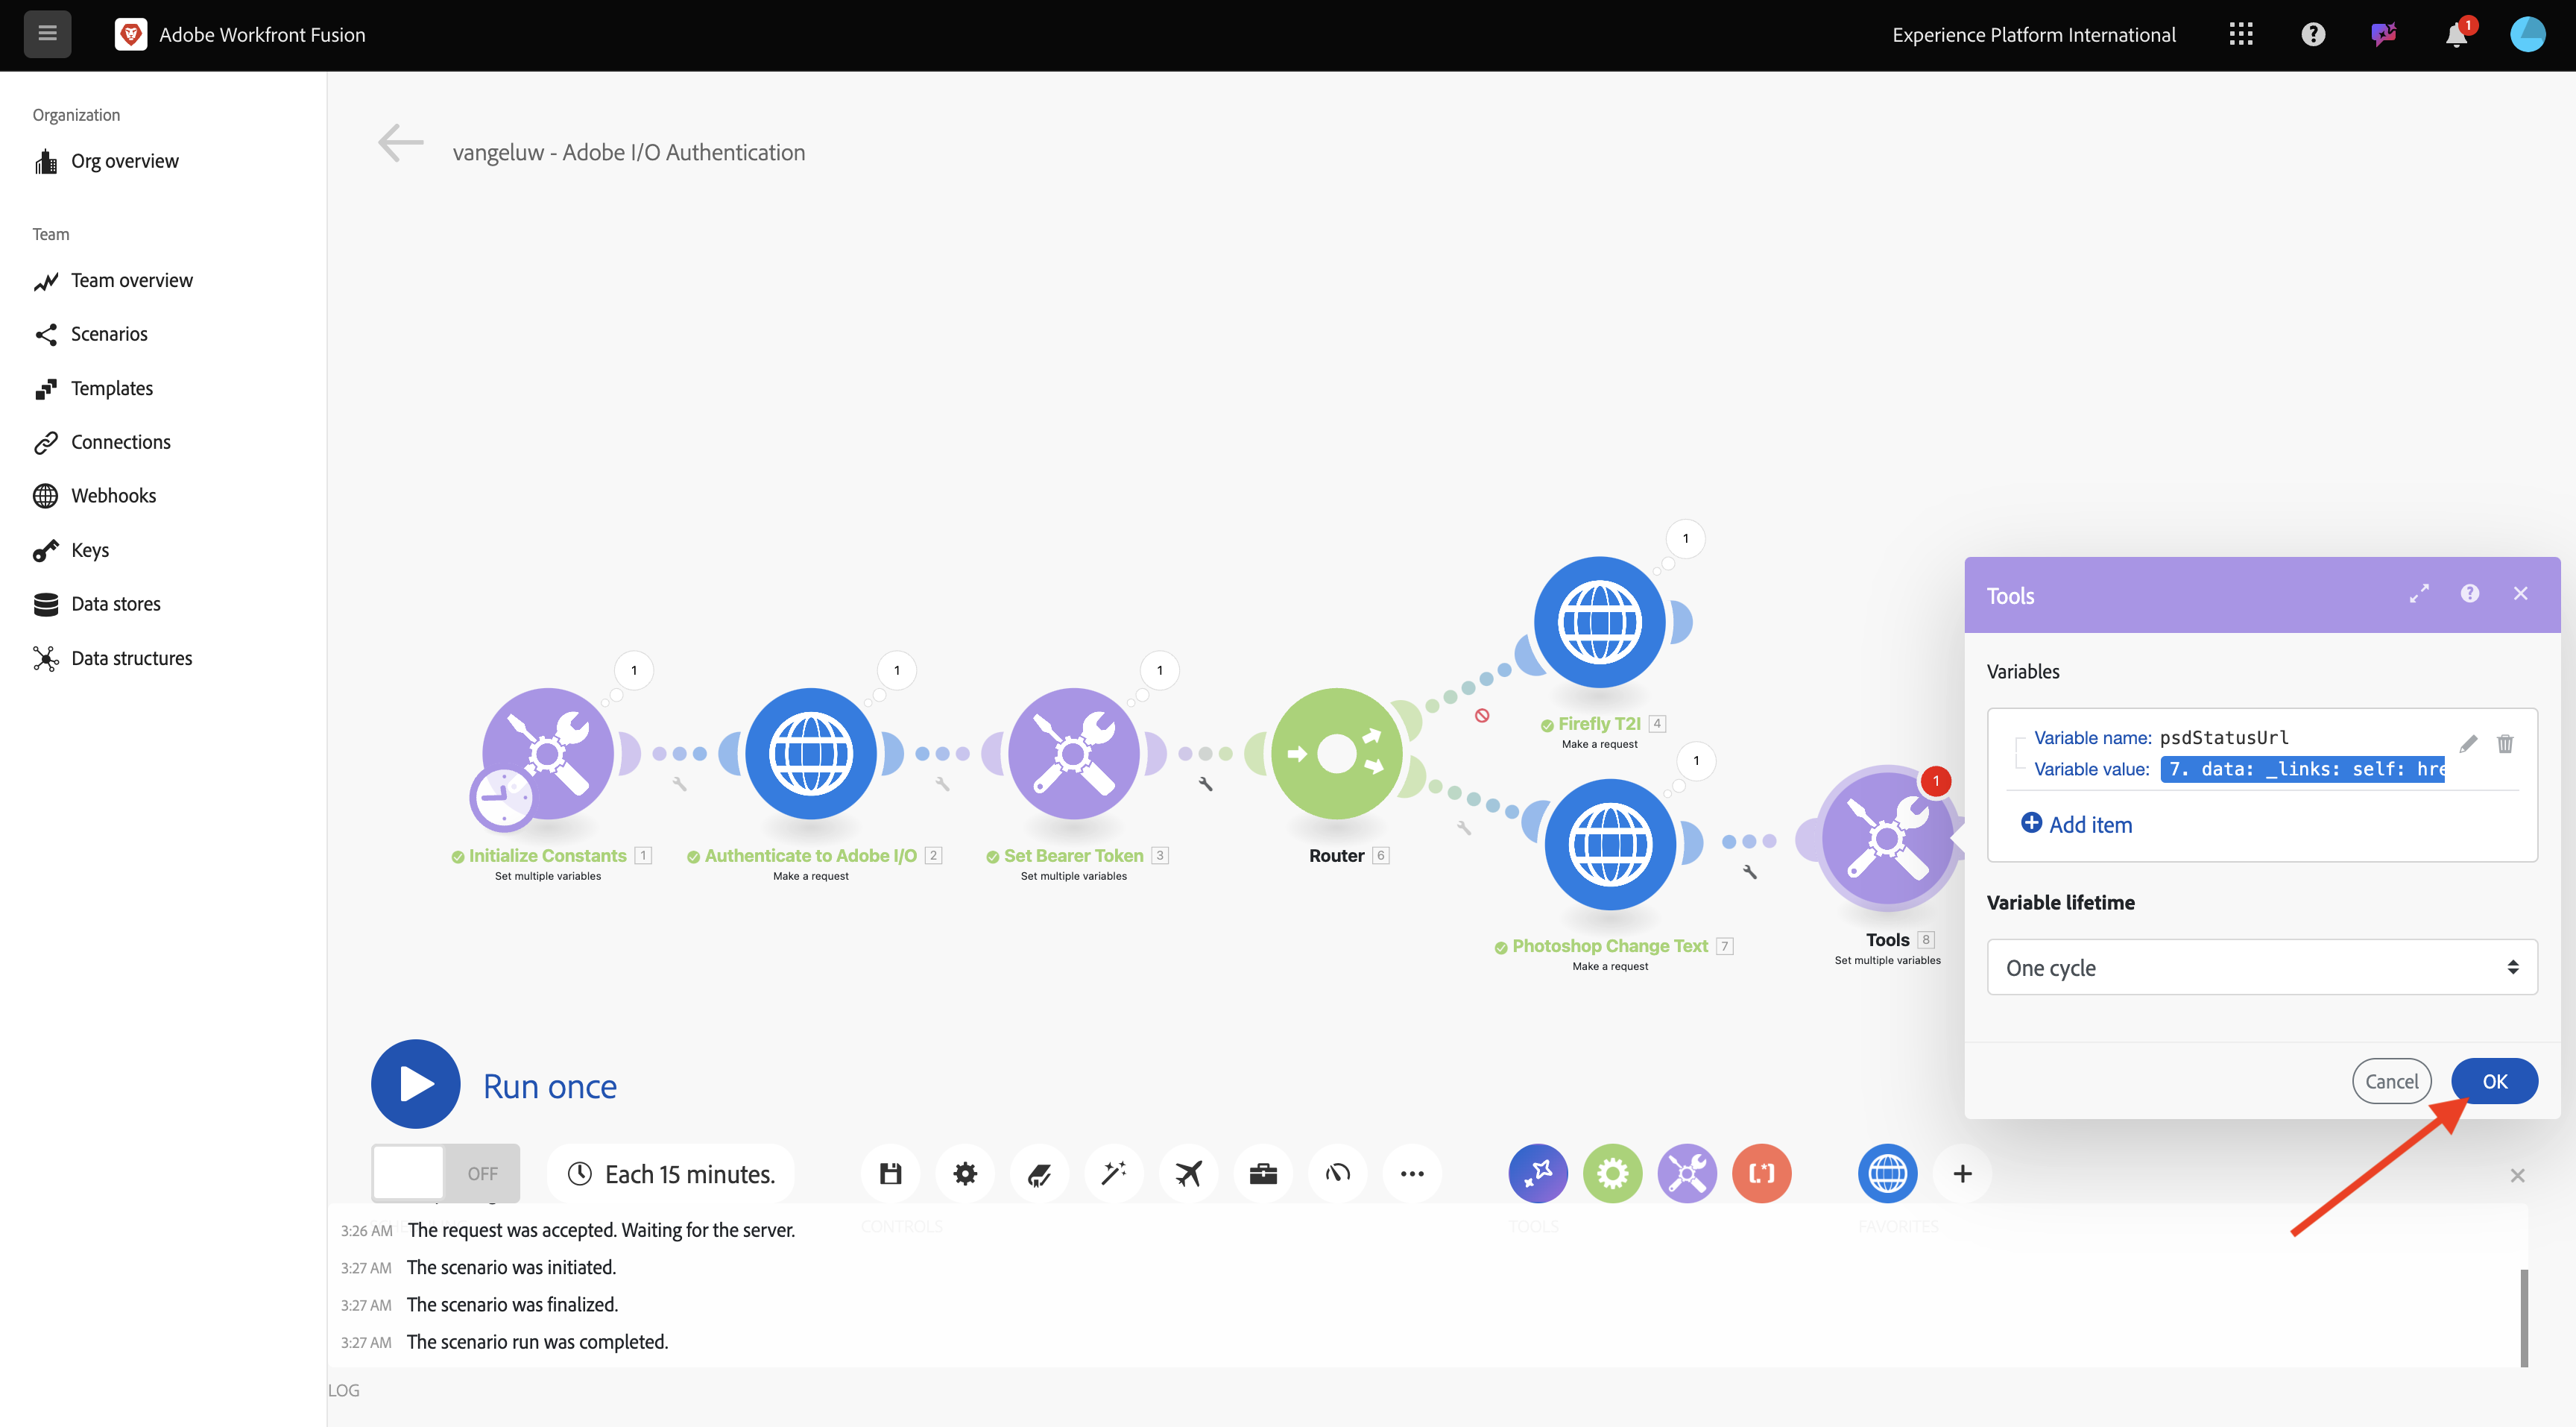 Adobe Workfront Fusion
Experience Platform International
1
Organization
Org overview
Team
Team overview
Scenarios
Templates
Connections
Webhooks
Keys
Data stores
Data structures
vangeluw - Adobe I/O Authentication
1
Initialize Constants 1
Set multiple variables
1
Authenticate to Adobe I/O 2
Make a request
1
Set Bearer Token 3
Set multiple variables
Router 6
1
Firefly T2I 4
Make a request
1
Photoshop Change Text 7
Make a request
1
Tools 8
Set multiple variables
Tools
Variables
Variable name: psdStatusUrl
Variable value: 7. data: _links: self: hre
Add item
Variable lifetime
One cycle
Cancel
OK
Run once
OFF
Each 15 minutes.
CONTROLS
TOOLS
FAVORITES
3:26 AM The request was accepted. Waiting for the server.
3:27 AM The scenario was initiated.
3:27 AM The scenario was finalized.
3:27 AM The scenario run was completed.
LOG